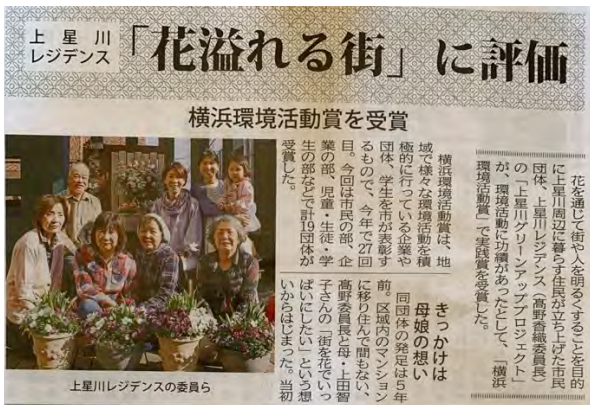 上星川
レジデンス
「花溢れる街」に評価
横浜環境活動賞を受賞
花を通じて街や人を明るくすることを目的
に上星川周辺に暮らす住民が立ち上げた市民
団体、上星川レジデンス(高野香織委員長)
の「上星川グリーンアッププロジェクト」
が、環境活動に功績があったとして、「横浜
環境活動賞」で実践賞を受賞した。
横浜環境活動賞は、地
域で様々な環境活動を積
極的に行っている企業や
団体、学生を市が表彰す
るもので、今年で27回
目。今回は市民の部、企
業の部、児童・生徒・学
生の部などで計19団体が
受賞した。
きっかけは
母娘の想い
同団体の発足は5年
前。区域内のマンション
に移り住んで間もない、
高野委員長と母・上田智
子さんの「街を花でいっ
ぱいにしたい」という想
いからはじまった。当初
上星川レジデンスの委員ら